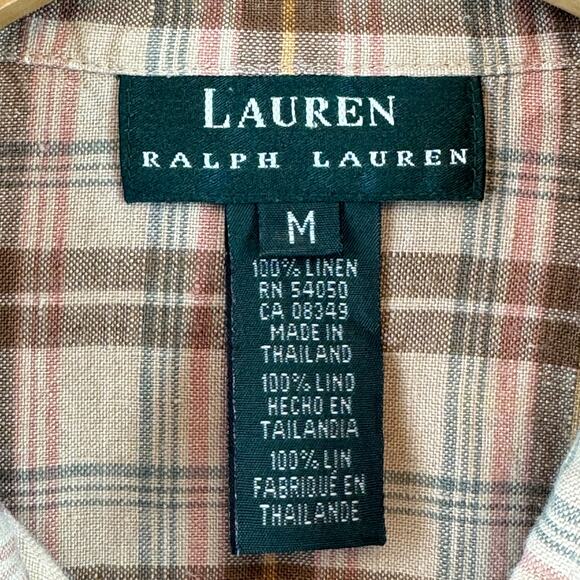 LAUREN
RALPH LAUREN
M
100% LINEN
RN 54050
CA 08349
MADE IN
THAILAND
100% LINO
HECHO EN
TAILANDIA
100% LIN
FABRIQUÉ EN
THAILANDE